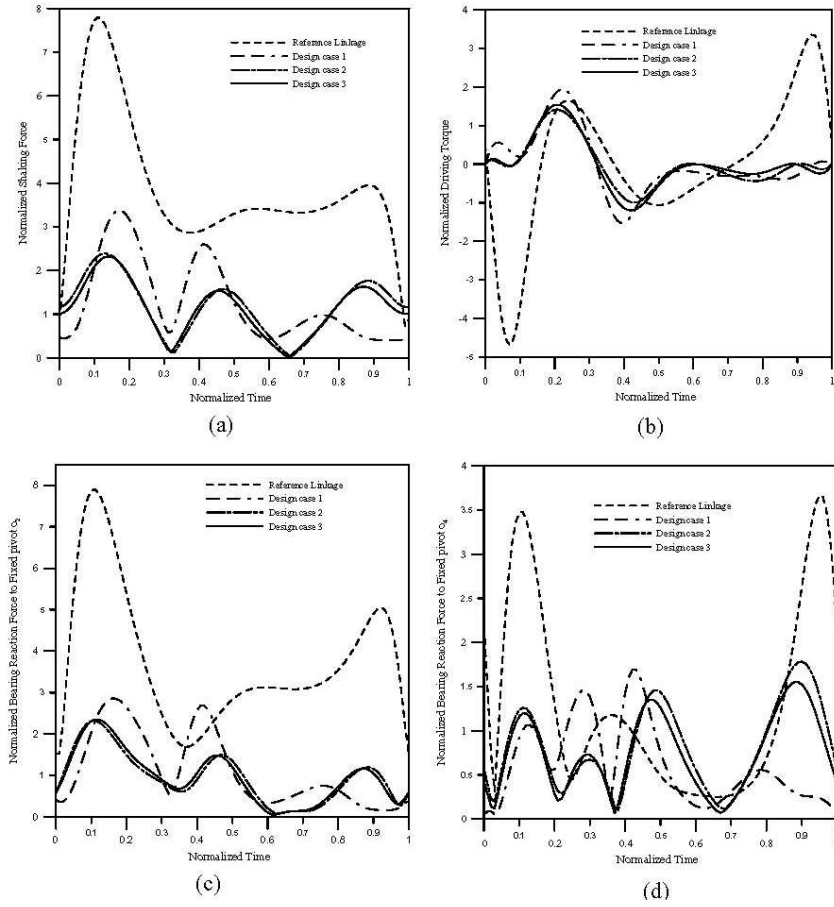 8
7
6
5
4
3
2
1
0
Normalized Shaking Force
Reference Linkage
Design case 1
Design case 2
Design case 3
0 0.1 0.2 0.3 0.4 0.5 0.6 0.7 0.8 0.9 1
Normalized Time
(a)
4
3
2
1
0
-1
-2
-3
-4
-5
Normalized Driving Torque
Reference Linkage
Design case 1
Design case 2
Design case 3
0 0.1 0.2 0.3 0.4 0.5 0.6 0.7 0.8 0.9 1
Normalized Time
(b)
8
7
6
5
4
3
2
1
0
Normalized Bearing Reaction Force to Fixed pivot
Reference Linkage
Design case 1
Design case 2
Design case 3
0 0.1 0.2 0.3 0.4 0.5 0.6 0.7 0.8 0.9 1
Normalized Time
(c)
4
3.5
3
2.5
2
1.5
1
0.5
0
Normalized Bearing Reaction Force to Fixed pivot o4
Reference Linkage
Design case 1
Design case 2
Design case 3
0 0.1 0.2 0.3 0.4 0.5 0.6 0.7 0.8 0.9 1
Normalized Time
(d)